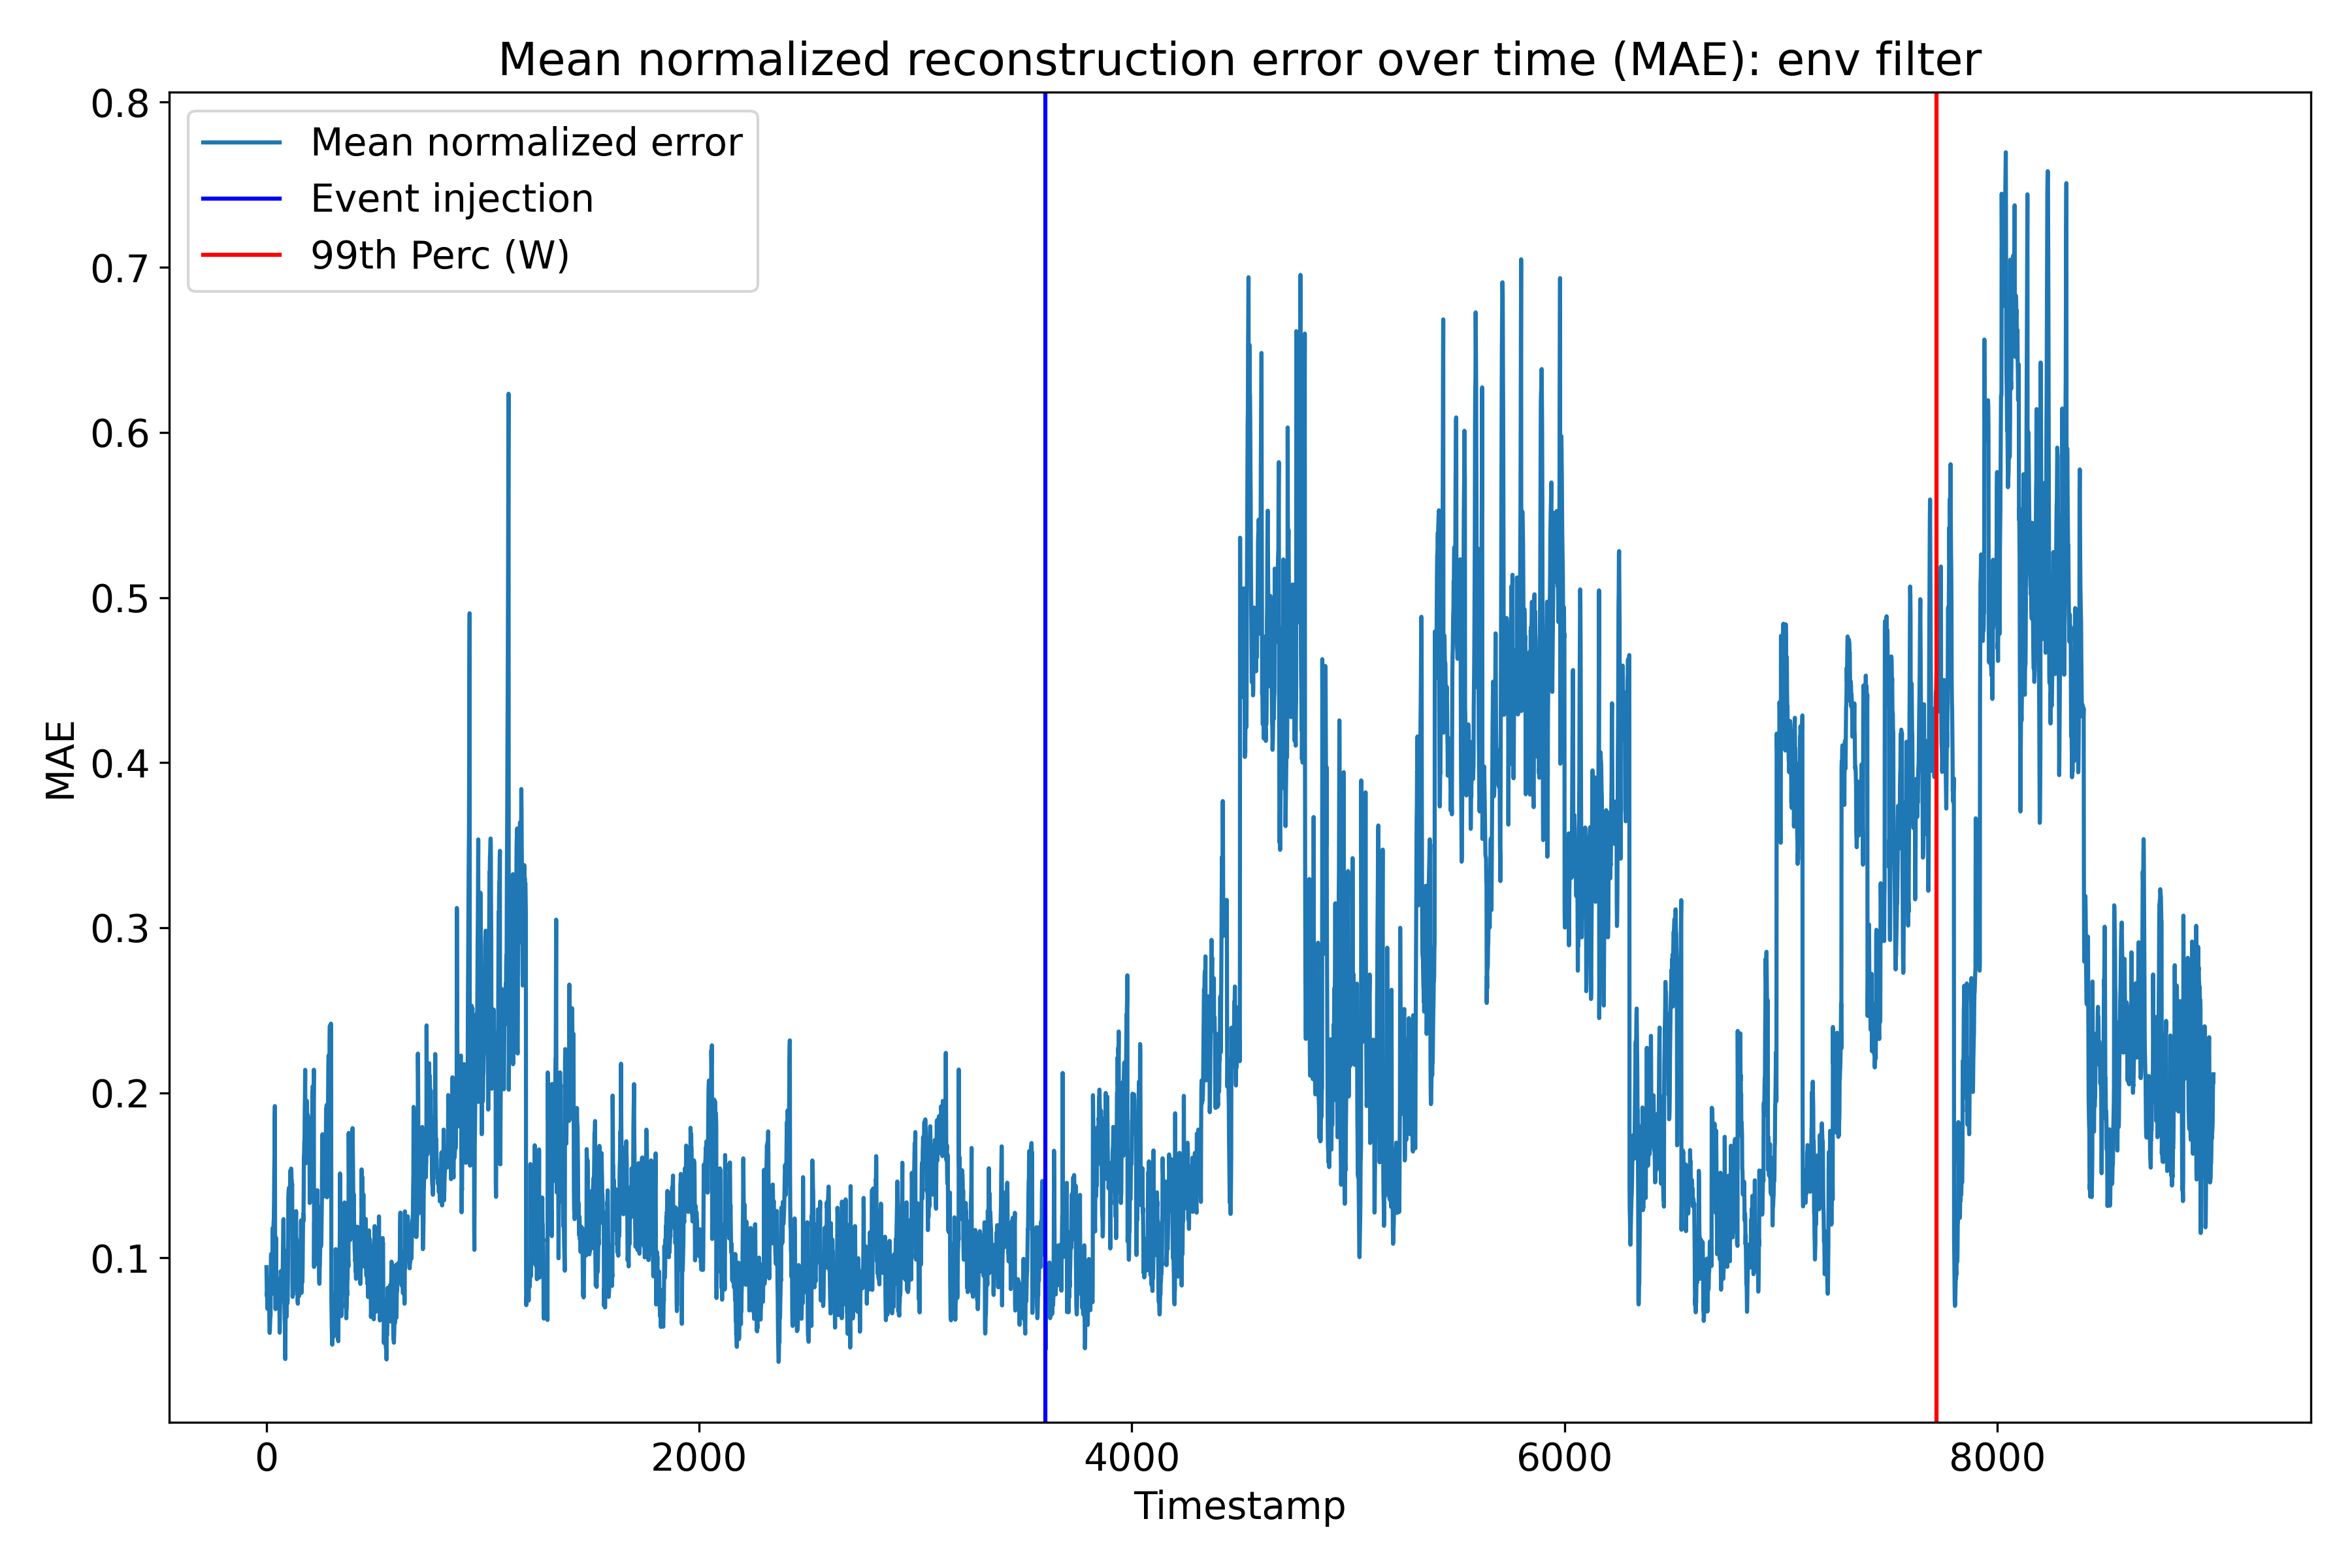 Mean normalized reconstruction error over time (MAE): env filter
0.8
0.7
0.6
0.5
0.4
0.3
0.2
0.1
MAE
Mean normalized error
Event injection
99th Perc (W)
0 2000 4000 6000 8000
Timestamp